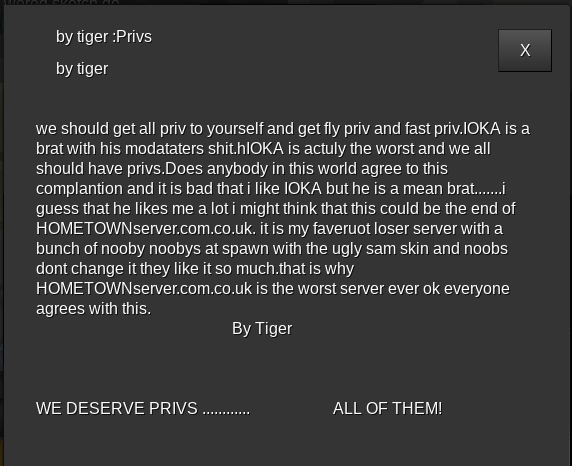 by tiger :Privs
X
by tiger
we should get all priv to yourself and get fly priv and fast priv.IOKA is a
brat with his modataters shit.hIOKA is actuly the worst and we all
should have privs.Does anybody in this world agree to this
complantion and it is bad that i like IOKA but he is a mean brat.......i
guess that he likes me a lot i might think that this could be the end of
HOMETOWNserver.com.co.uk. it is my faveruot loser server with a
bunch of nooby noobys at spawn with the ugly sam skin and noobs
dont change it they like it so much.that is why
HOMETOWNserver.com.co.uk is the worst server ever ok everyone
agrees with this.
By Tiger
WE DESERVE PRIVS ............ ALL OF THEM!